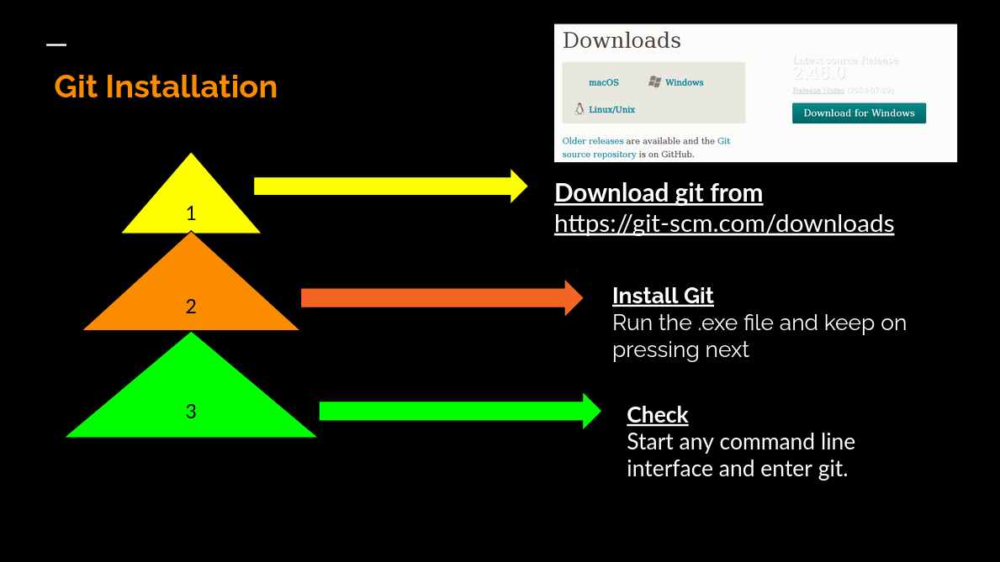 Git Installation
Downloads
macOS
Windows
Linux/Unix
Older releases are available and the Git
source repository is on GitHub.
Latest source Release
2.46.0
Release Notes (2024-07-29)
Download for Windows
1
Download git from
https://git-scm.com/downloads
2
Install Git
Run the .exe file and keep on
pressing next
3
Check
Start any command line
interface and enter git.